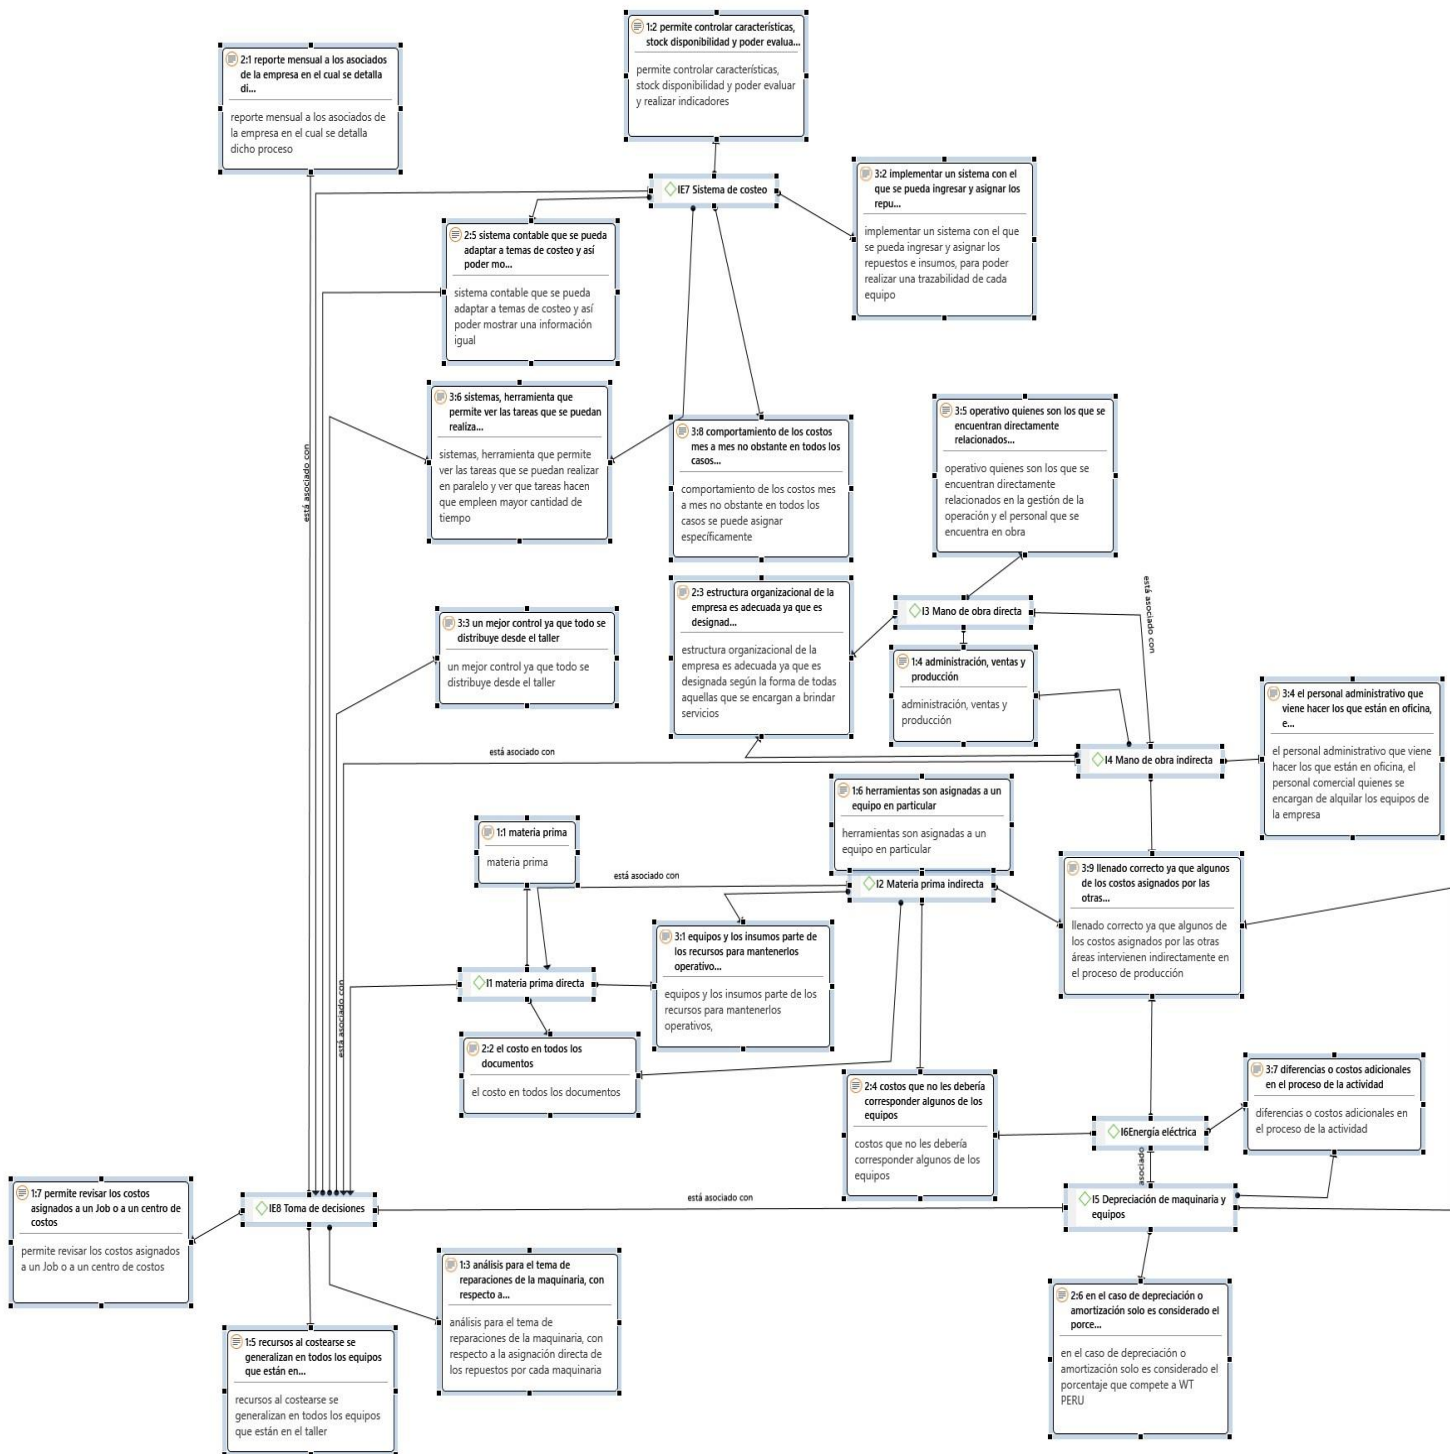 1:2 permite controlar características,
stock disponibilidad y poder evalua...
permite controlar características,
stock disponibilidad y poder evaluar
y realizar indicadores
2:1 reporte mensual a los asociados
de la empresa en el cual se detalla
di...
reporte mensual a los asociados de
la empresa en el cual se detalla
dicho proceso
IE7 Sistema de costeo
3:2 implementar un sistema con el
que se pueda ingresar y asignar los
repu...
implementar un sistema con el que
se pueda ingresar y asignar los
repuestos e insumos, para poder
realizar una trazabilidad de cada
equipo
2:5 sistema contable que se pueda
adaptar a temas de costeo y así
poder mo...
sistema contable que se pueda
adaptar a temas de costeo y así
poder mostrar una información
igual
3:6 sistemas, herramienta que
permite ver las tareas que se puedan
realiza...
sistemas, herramienta que permite
ver las tareas que se puedan realizar
en paralelo y ver que tareas hacen
que empleen mayor cantidad de
tiempo
3:8 comportamiento de los costos
mes a mes no obstante en todos los
casos...
comportamiento de los costos mes
a mes no obstante en todos los
casos se puede asignar
específicamente
3:5 operativo quienes son los que se
encuentran directamente
relacionados...
operativo quienes son los que se
encuentran directamente
relacionados en la gestión de la
operación y el personal que se
encuentra en obra
está asociado con
2:3 estructura organizacional de la
empresa es adecuada ya que es
designad...
estructura organizacional de la
empresa es adecuada ya que es
designada según la forma de todas
aquellas que se encargan a brindar
servicios
I3 Mano de obra directa
está asociado con
3:3 un mejor control ya que todo se
distribuye desde el taller
un mejor control ya que todo se
distribuye desde el taller
1:4 administración, ventas y
producción
administración, ventas y
producción
3:4 el personal administrativo que
viene hacer los que están en oficina,
e...
el personal administrativo que viene
hacer los que están en oficina, el
personal comercial quienes se
encargan de alquilar los equipos de
la empresa
está asociado con
I4 Mano de obra indirecta
1:6 herramientas son asignadas a un
equipo en particular
herramientas son asignadas a un
equipo en particular
1:1 materia prima
materia prima
está asociado con
I2 Materia prima indirecta
3:9 llenado correcto ya que algunos
de los costos asignados por las
otras...
llenado correcto ya que algunos de
los costos asignados por las otras
áreas intervienen indirectamente en
el proceso de producción
3:1 equipos y los insumos parte de
los recursos para mantenerlos
operativo...
equipos y los insumos parte de los
recursos para mantenerlos
operativos,
I1 materia prima directa
está asociado con
2:2 el costo en todos los
documentos
el costo en todos los documentos
2:4 costos que no les debería
corresponder algunos de los
equipos
costos que no les debería
corresponder algunos de los
equipos
3:7 diferencias o costos adicionales
en el proceso de la actividad
diferencias o costos adicionales en
el proceso de la actividad
I6Energía eléctrica
asociado
1:7 permite revisar los costos
asignados a un Job o a un centro de
costos
permite revisar los costos asignados
a un Job o a un centro de costos
IE8 Toma de decisiones
está asociado con
I5 Depreciación de maquinaria y
equipos
1:3 análisis para el tema de
reparaciones de la maquinaria, con
respecto a...
análisis para el tema de
reparaciones de la maquinaria, con
respecto a la asignación directa de
los repuestos por cada maquinaria
2:6 en el caso de depreciación o
amortización solo es considerado el
porce...
en el caso de depreciación o
amortización solo es considerado el
porcentaje que compete a WT
PERU
1:5 recursos al costearse se
generalizan en todos los equipos
que están en...
recursos al costearse se
generalizan en todos los equipos
que están en el taller